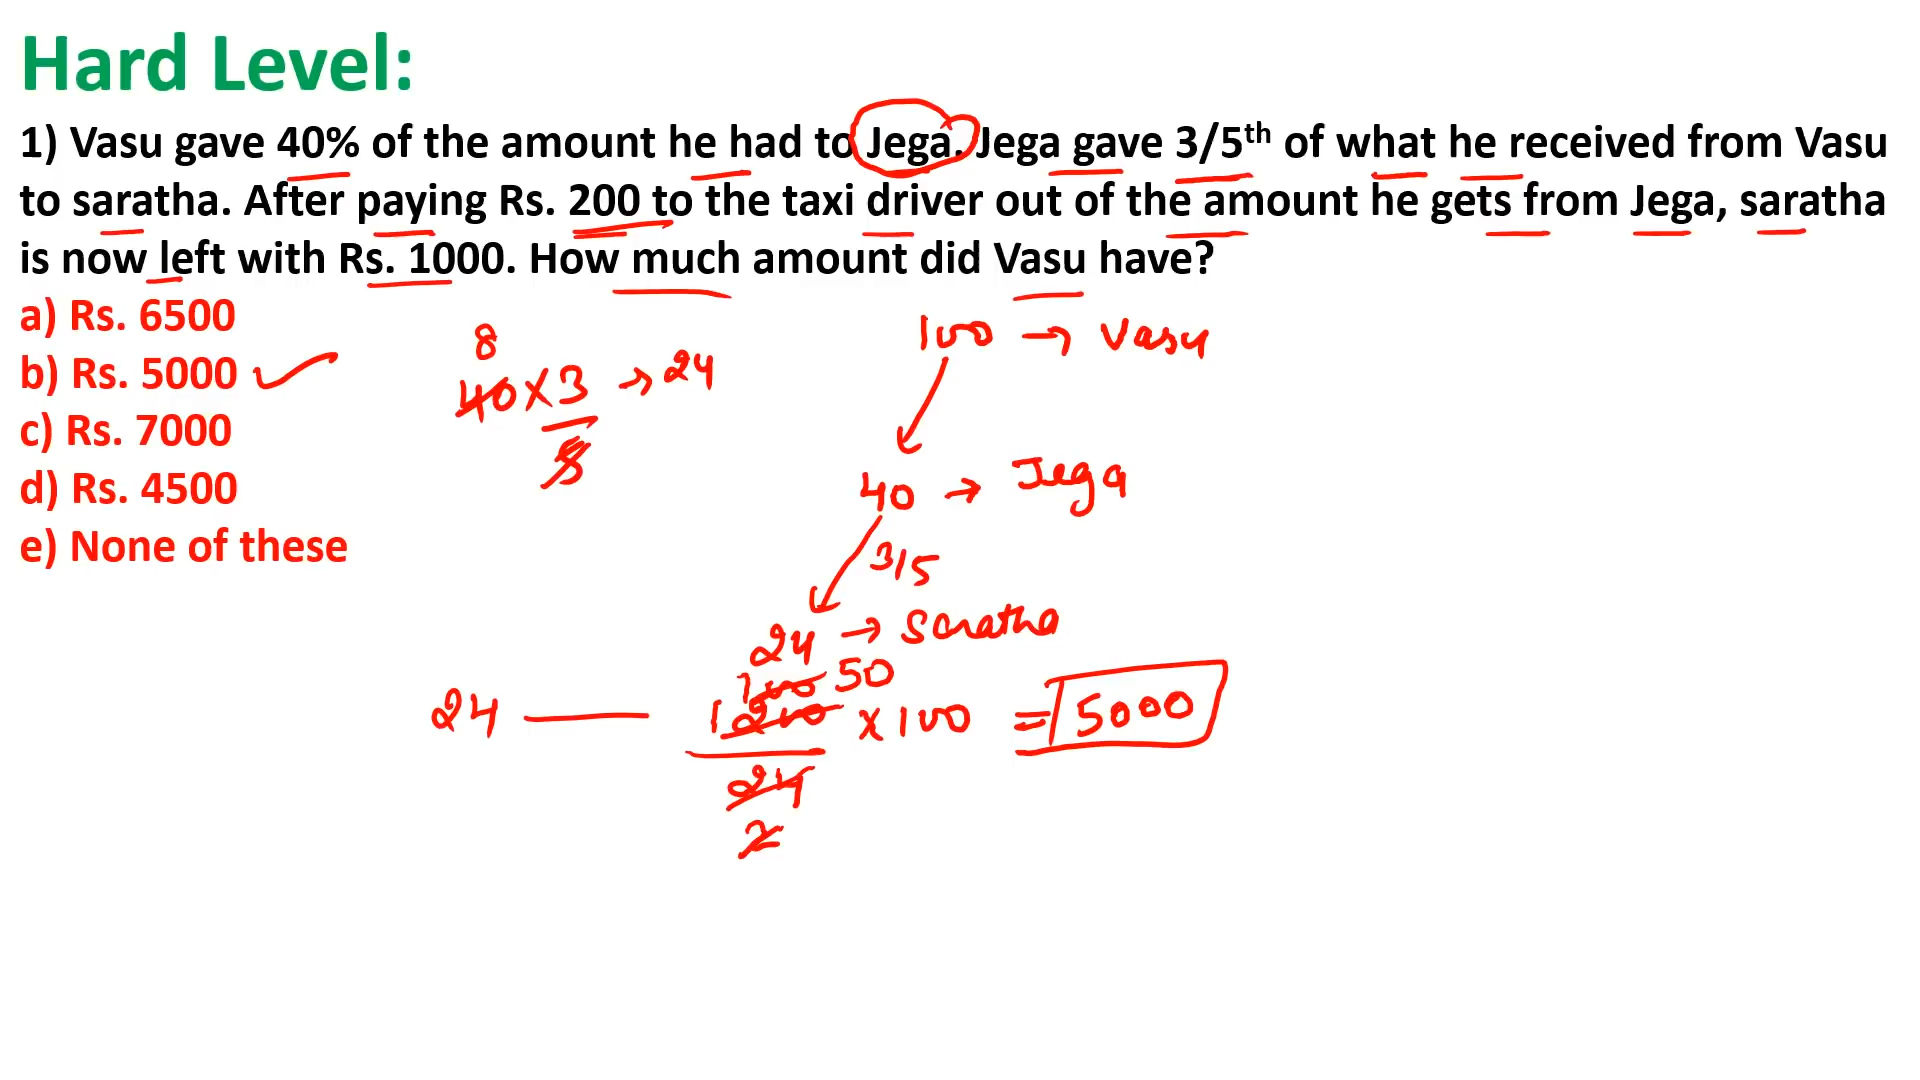 Hard Level:
1) Vasu gave 40% of the amount he had to Jega. Jega gave 3/5th of what he received from Vasu
to saratha. After paying Rs. 200 to the taxi driver out of the amount he gets from Jega, saratha
is now left with Rs. 1000. How much amount did Vasu have?
a) Rs. 6500
b) Rs. 5000 ✓
c) Rs. 7000
d) Rs. 4500
e) None of these
100 → Vasu
8
40 × 3 → 24
5
40 → Jega
3/5
24 → Saratha
100 50
24 — 1200 × 100 = 5000
24
2